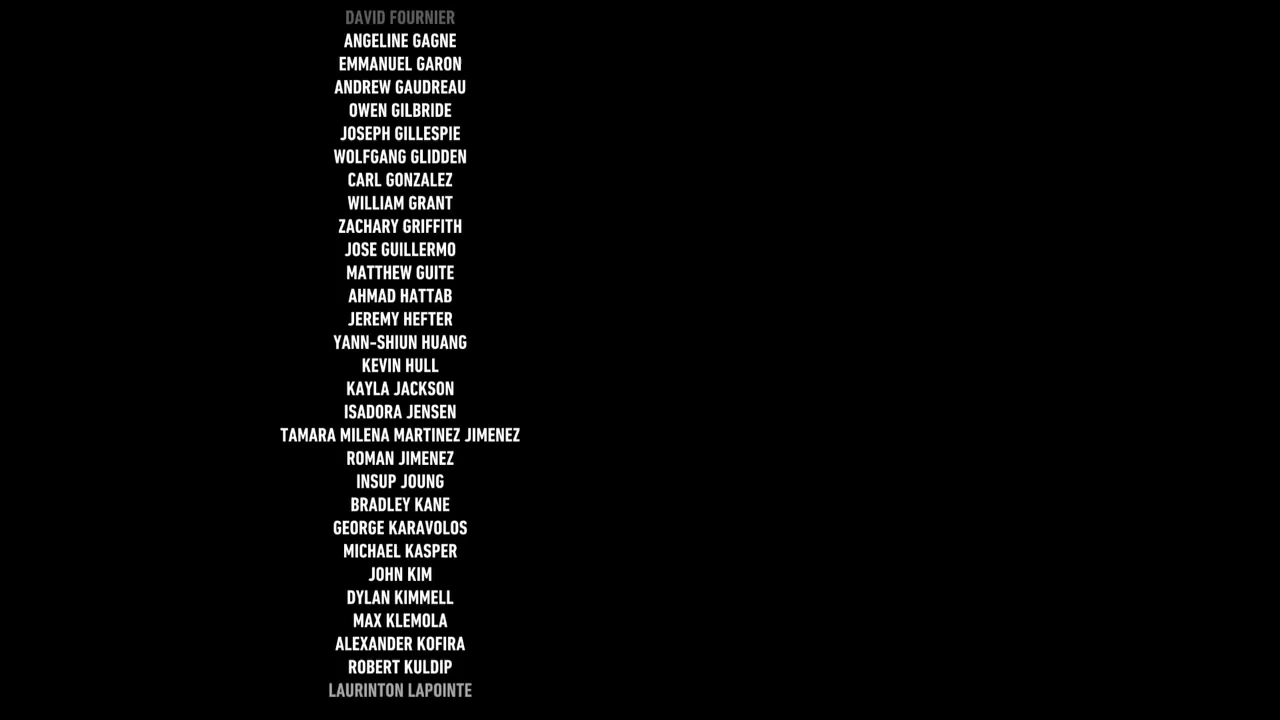 DAVID FOURNIER
ANGELINE GAGNE
EMMANUEL GARON
ANDREW GAUDREAU
OWEN GILBRIDE
JOSEPH GILLESPIE
WOLFGANG GLIDDEN
CARL GONZALEZ
WILLIAM GRANT
ZACHARY GRIFFITH
JOSE GUILLERMO
MATTHEW GUITE
AHMAD HATTAB
JEREMY HEFTER
YANN-SHIUN HUANG
KEVIN HULL
KAYLA JACKSON
ISADORA JENSEN
TAMARA MILENA MARTINEZ JIMENEZ
ROMAN JIMENEZ
INSUP JOUNG
BRADLEY KANE
GEORGE KARAVOLOS
MICHAEL KASPER
JOHN KIM
DYLAN KIMMELL
MAX KLEMOLA
ALEXANDER KOFIRA
ROBERT KULDIP
LAURINTON LAPOINTE